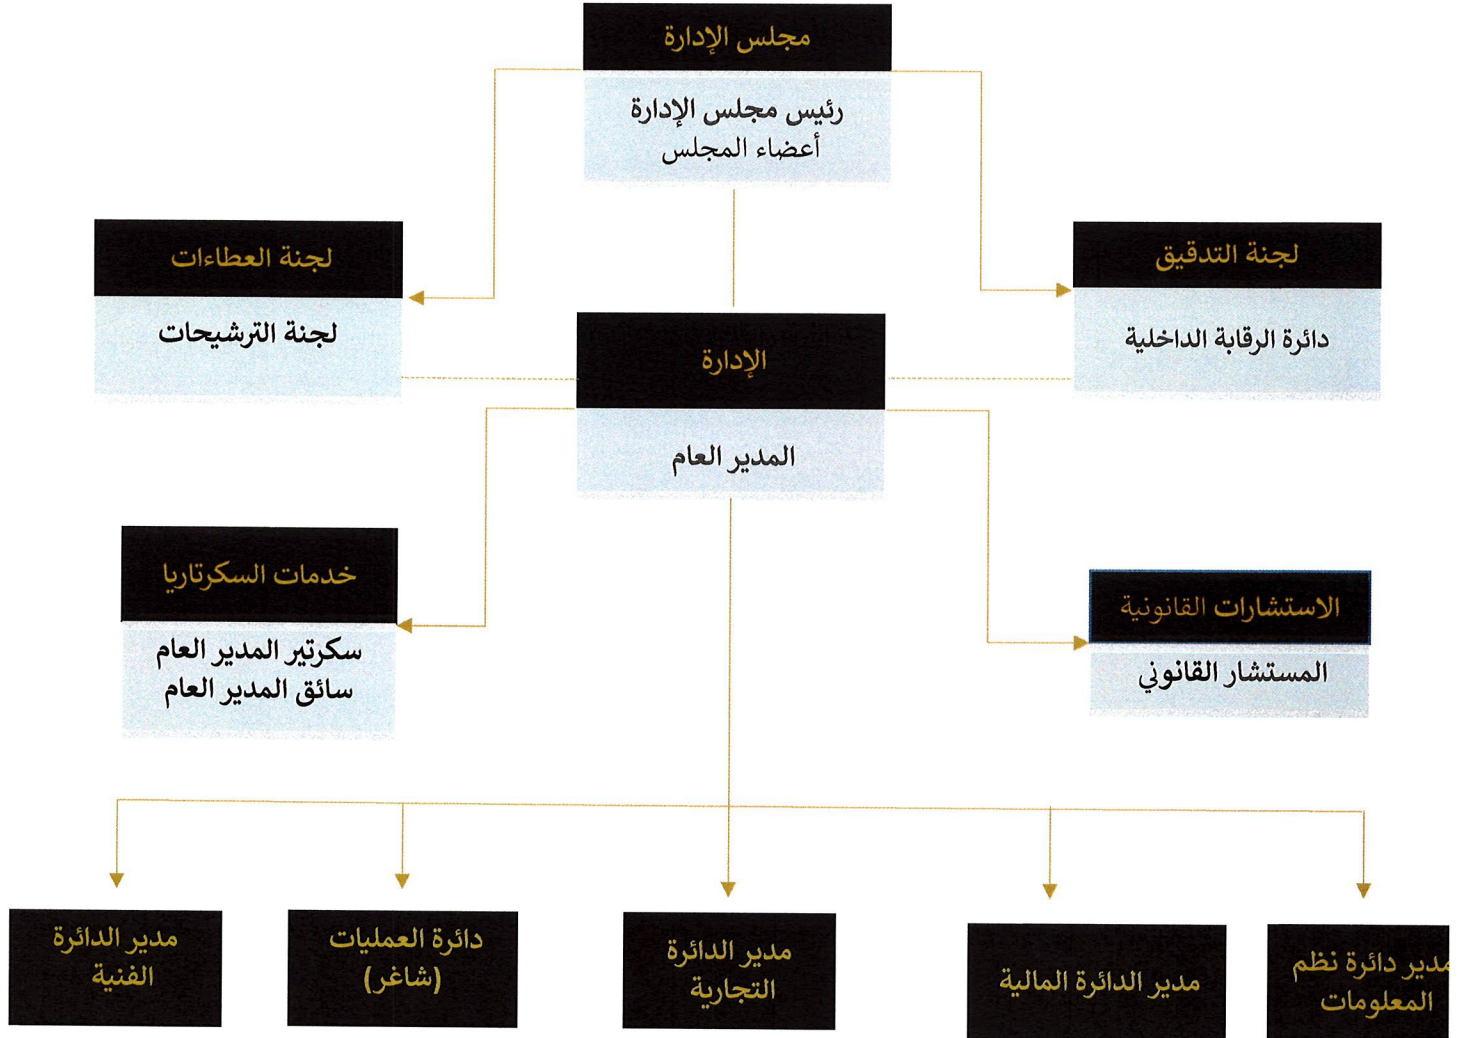 مجلس الإدارة
رئيس مجلس الإدارة
أعضاء المجلس
لجنة التدقيق
دائرة الرقابة الداخلية
لجنة العطاءات
لجنة الترشيحات
الإدارة
المدير العام
الاستشارات القانونية
المستشار القانوني
خدمات السكرتاريا
سكرتير المدير العام
سائق المدير العام
مدير دائرة نظم
المعلومات
مدير الدائرة المالية
مدير الدائرة
التجارية
دائرة العمليات
(شاغر)
مدير الدائرة
الفنية